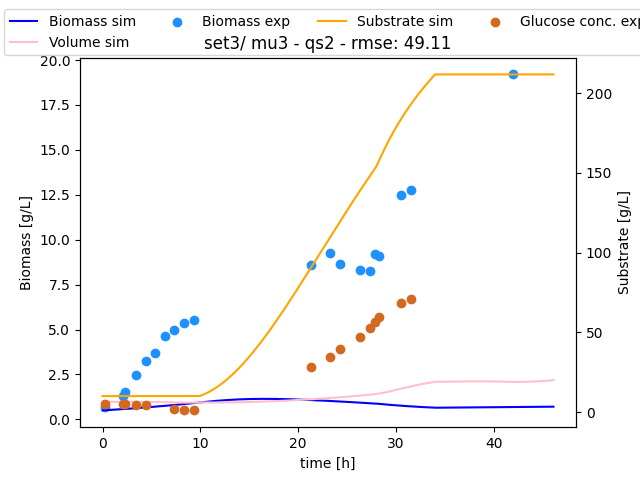 Biomass sim
Biomass exp
Substrate sim
Glucose conc. exp
Volume sim
set3/ mu3 - qs2 - rmse: 49.11
20.0
17.5
15.0
12.5
10.0
7.5
5.0
2.5
0.0
Biomass [g/L]
200
150
100
50
0
Substrate [g/L]
0
10
20
30
40
time [h]